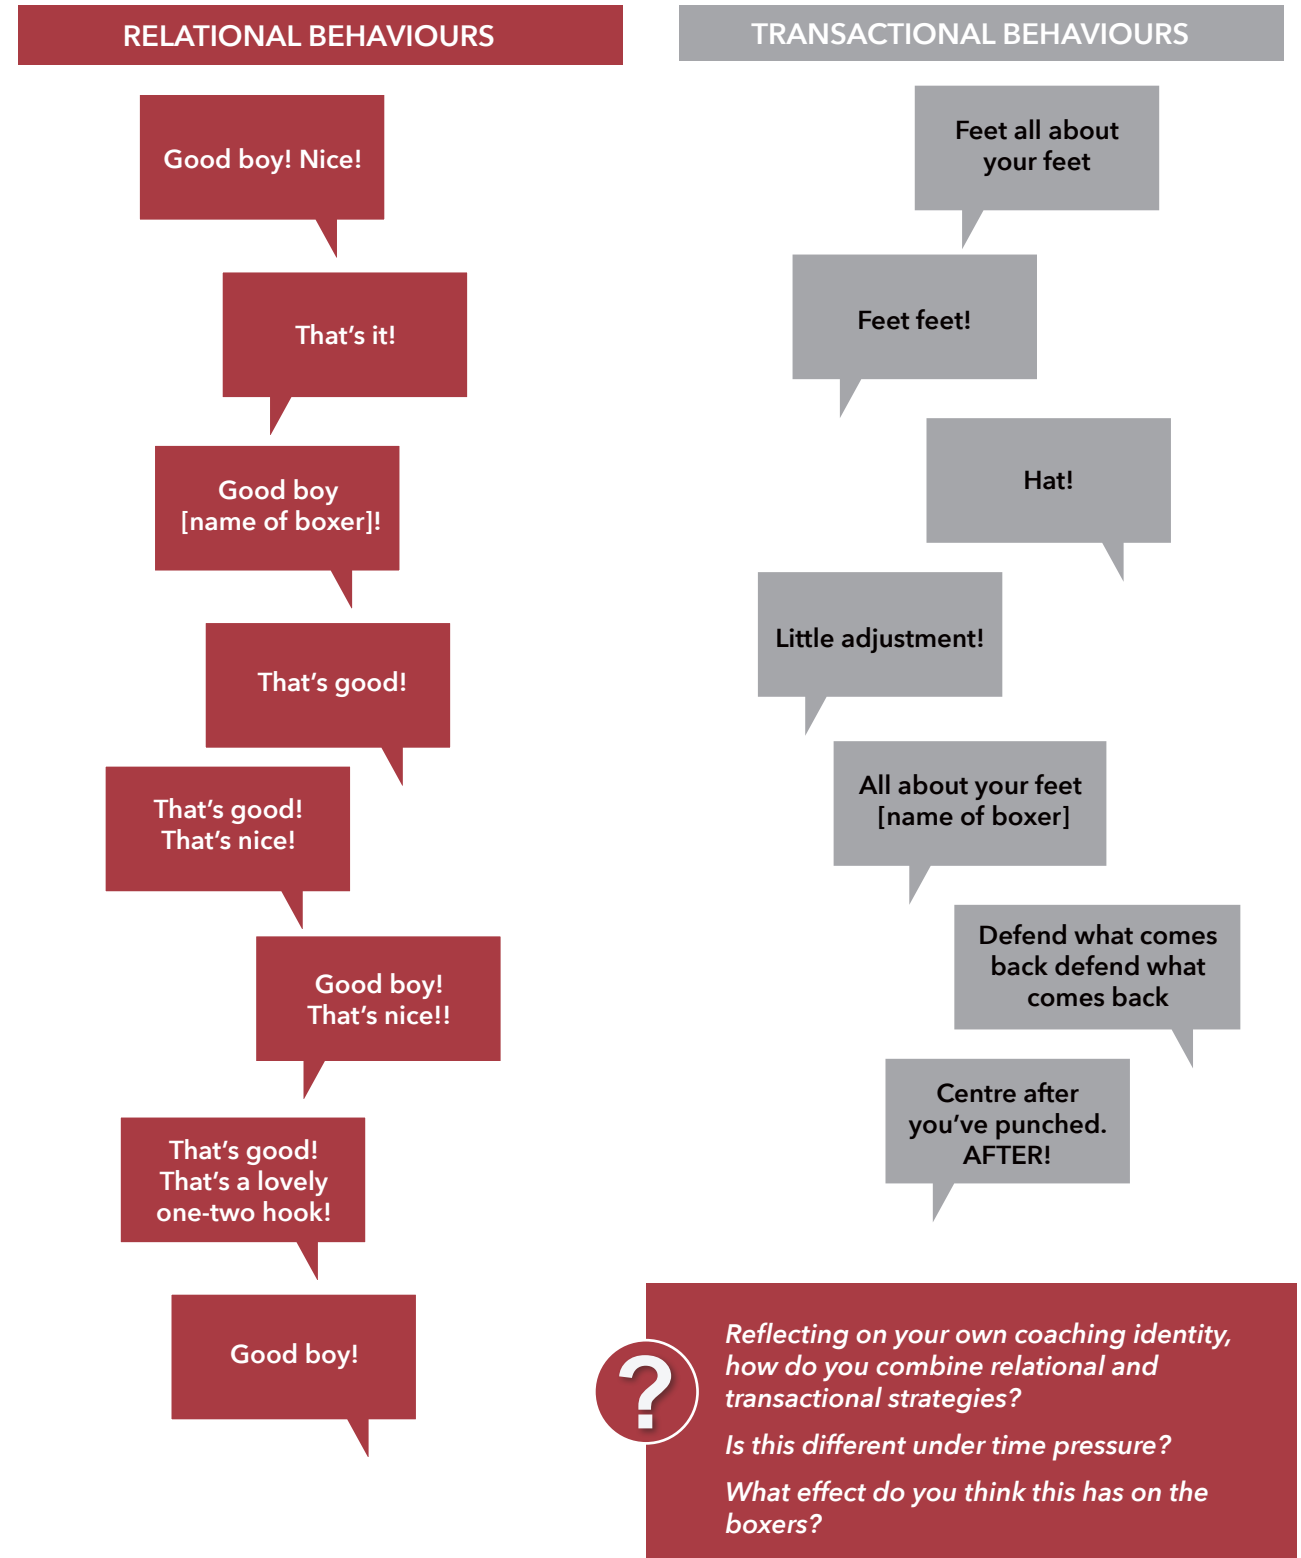 RELATIONAL BEHAVIOURS
Good boy! Nice!
That’s it!
Good boy
[name of boxer]!
That’s good!
That’s good!
That’s nice!
Good boy!
That’s nice!!
That’s good!
That’s a lovely
one-two hook!
Good boy!
TRANSACTIONAL BEHAVIOURS
Feet all about
your feet
Feet feet!
Hat!
Little adjustment!
All about your feet
[name of boxer]
Defend what comes
back defend what
comes back
Centre after
you’ve punched.
AFTER!
?
Reflecting on your own coaching identity,
how do you combine relational and
transactional strategies?
Is this different under time pressure?
What effect do you think this has on the
boxers?